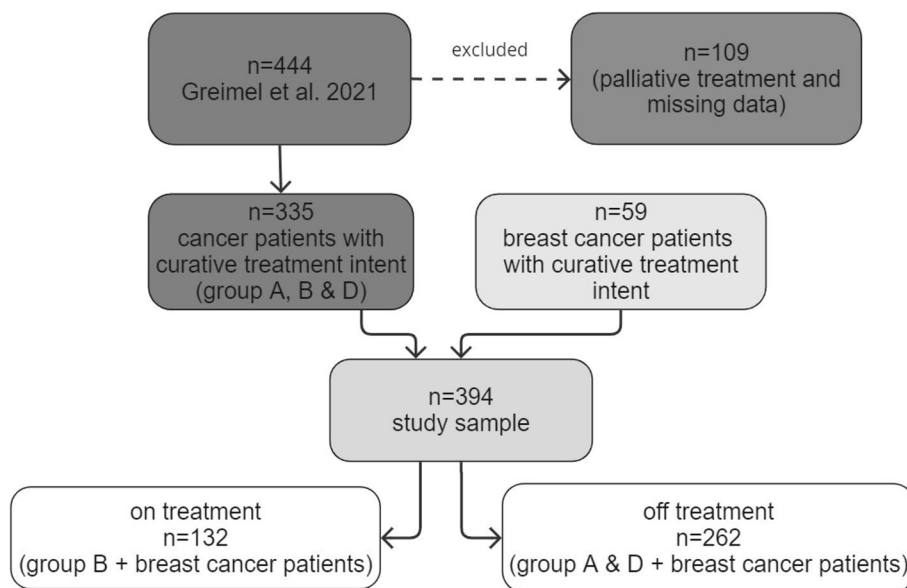 n=444
Greimel et al. 2021
excluded
n=109
(palliative treatment and
missing data)
n=335
cancer patients with
curative treatment intent
(group A, B & D)
n=59
breast cancer patients
with curative treatment
intent
n=394
study sample
on treatment
n=132
(group B + breast cancer patients)
off treatment
n=262
(group A & D + breast cancer patients)